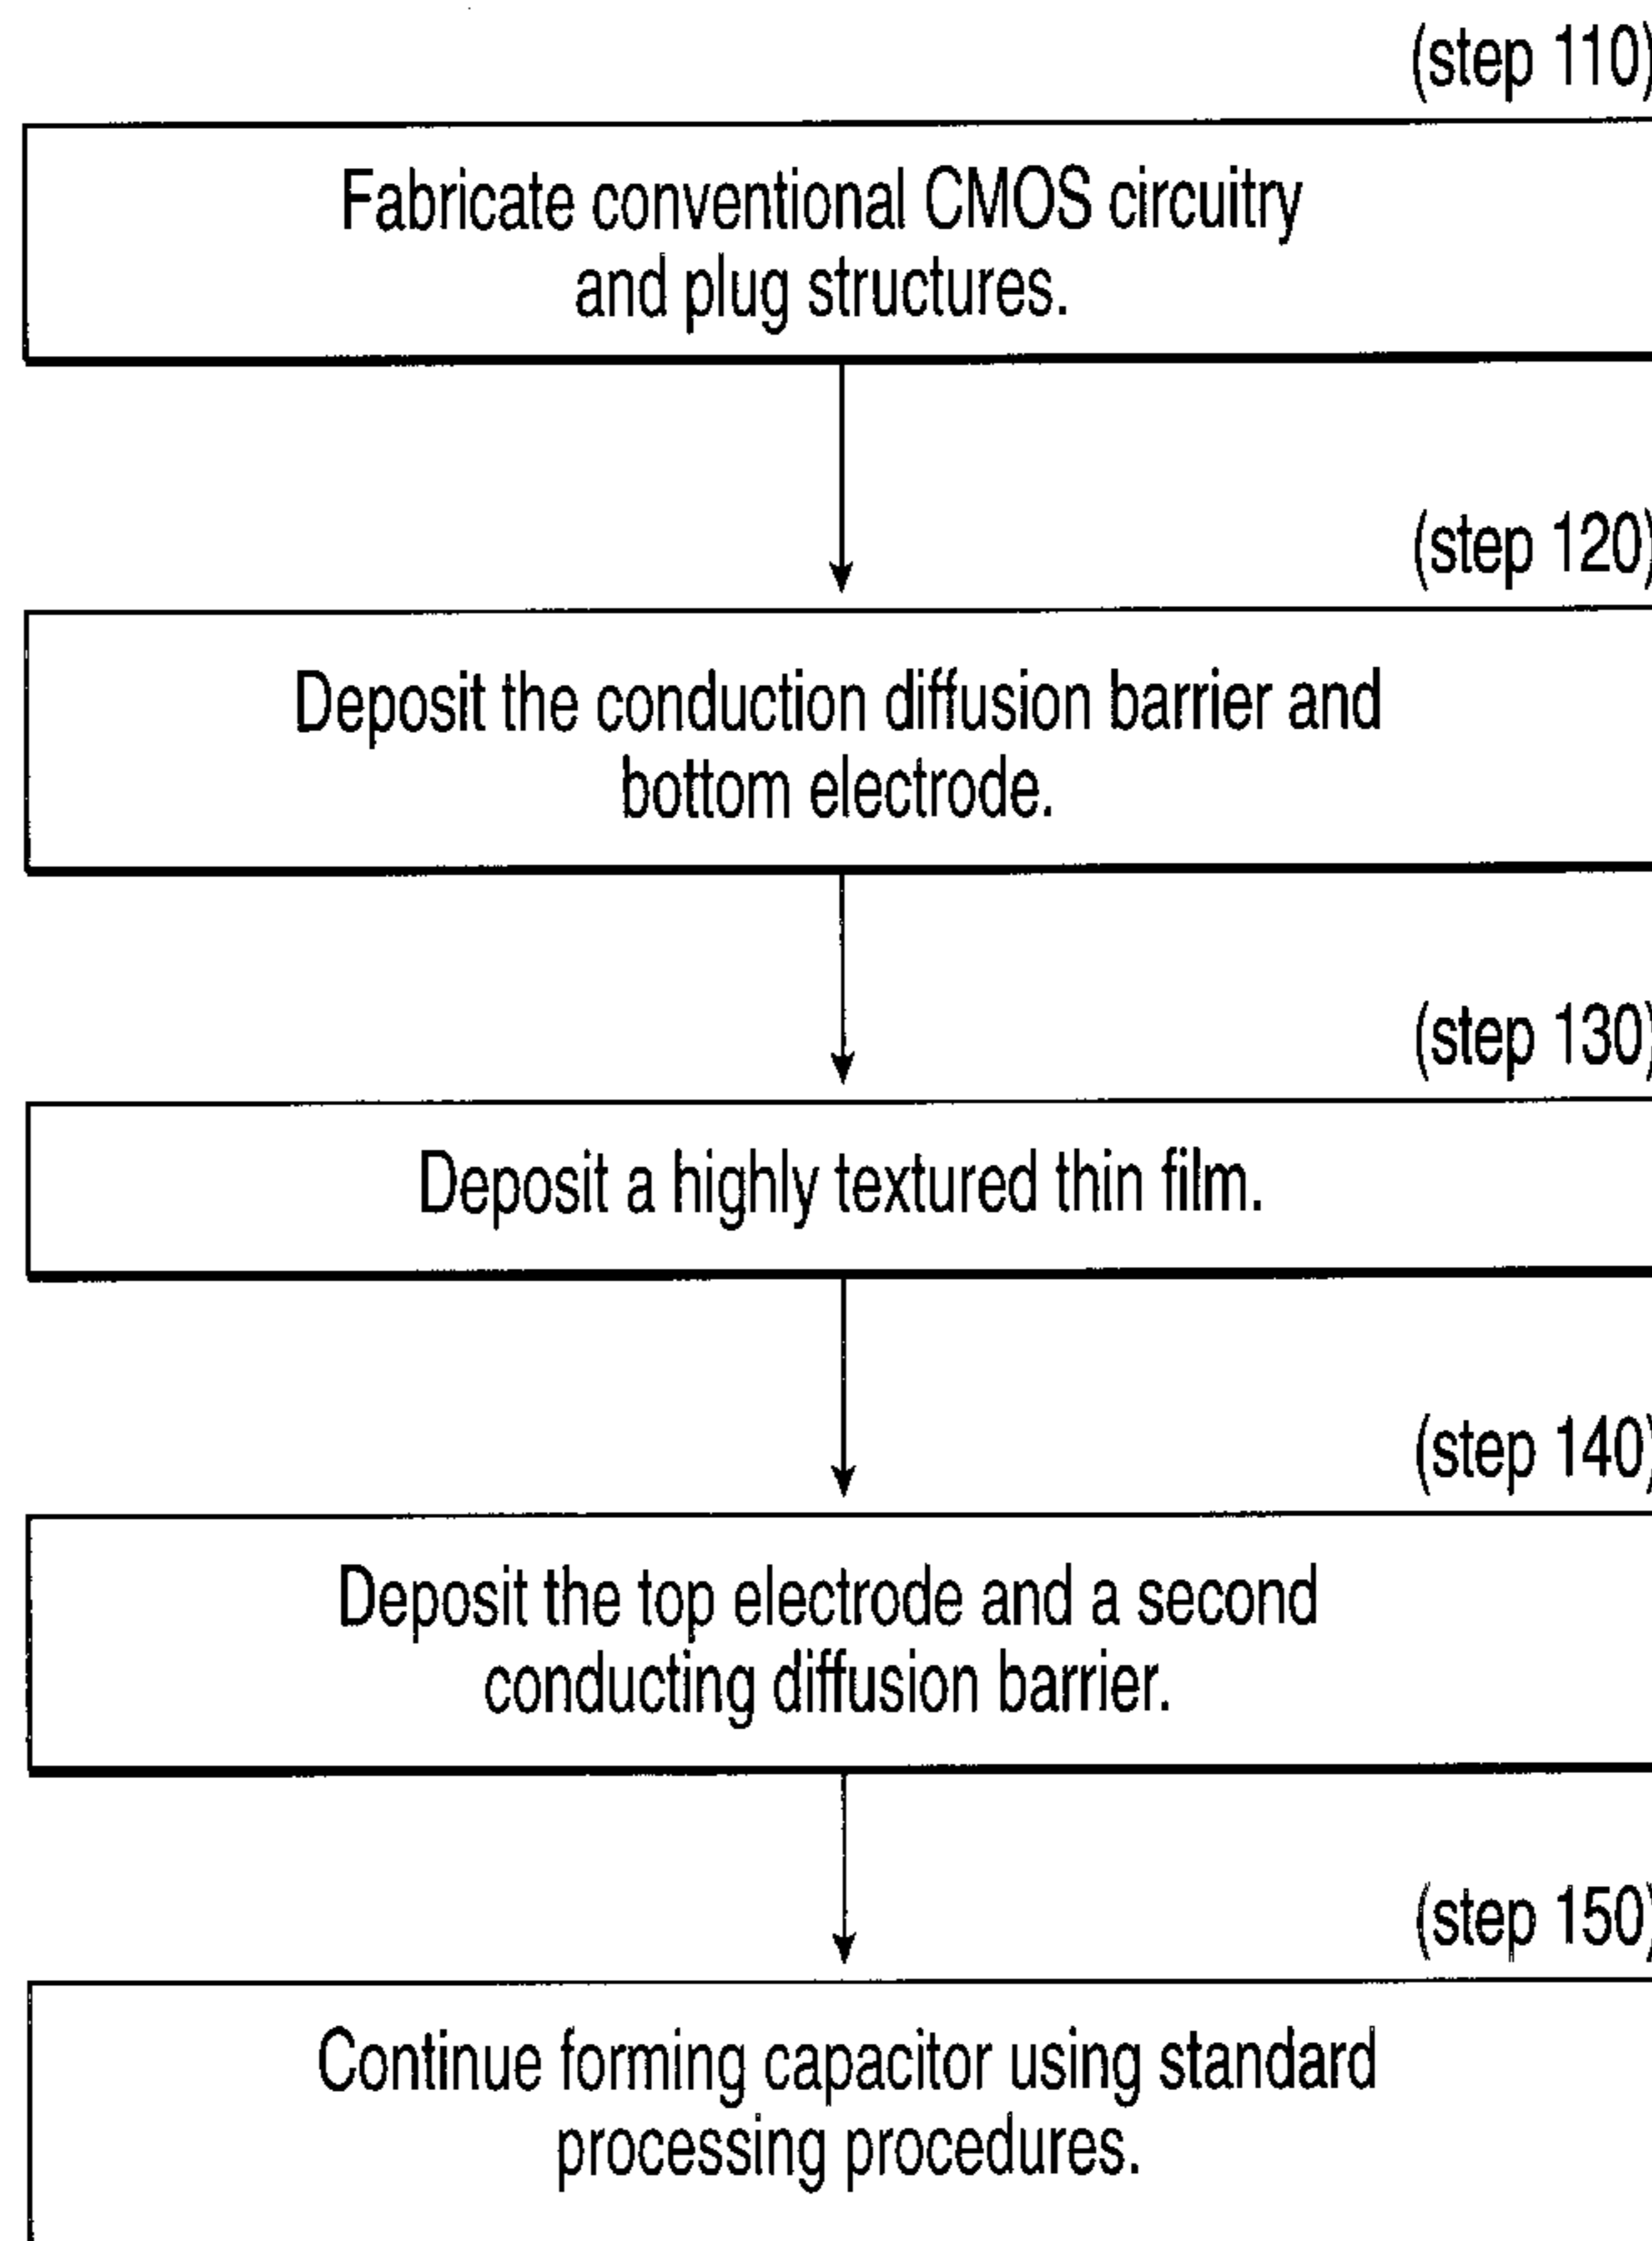 (step 110)
Fabricate conventional CMOS circuitry
and plug structures.
(step 120)
Deposit the conduction diffusion barrier and
bottom electrode.
(step 130)
Deposit a highly textured thin film.
(step 140)
Deposit the top electrode and a second
conducting diffusion barrier.
(step 150)
Continue forming capacitor using standard
processing procedures.